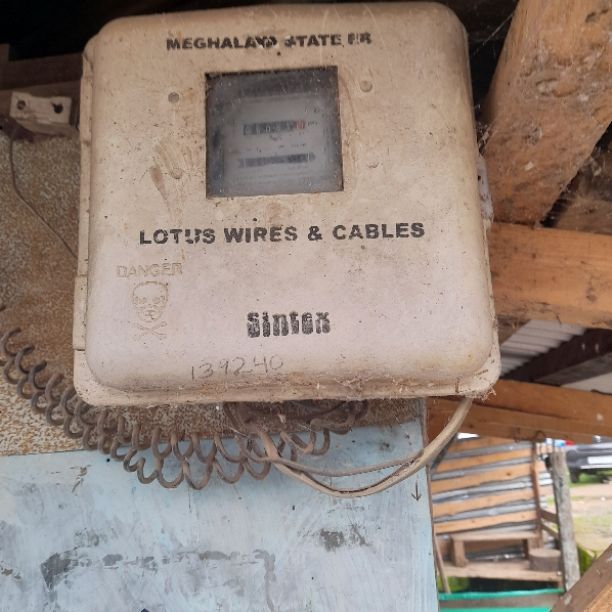 MEGHALAYA STATE
LOTUS WIRES & CABLES
DANGER
Sintex
139240